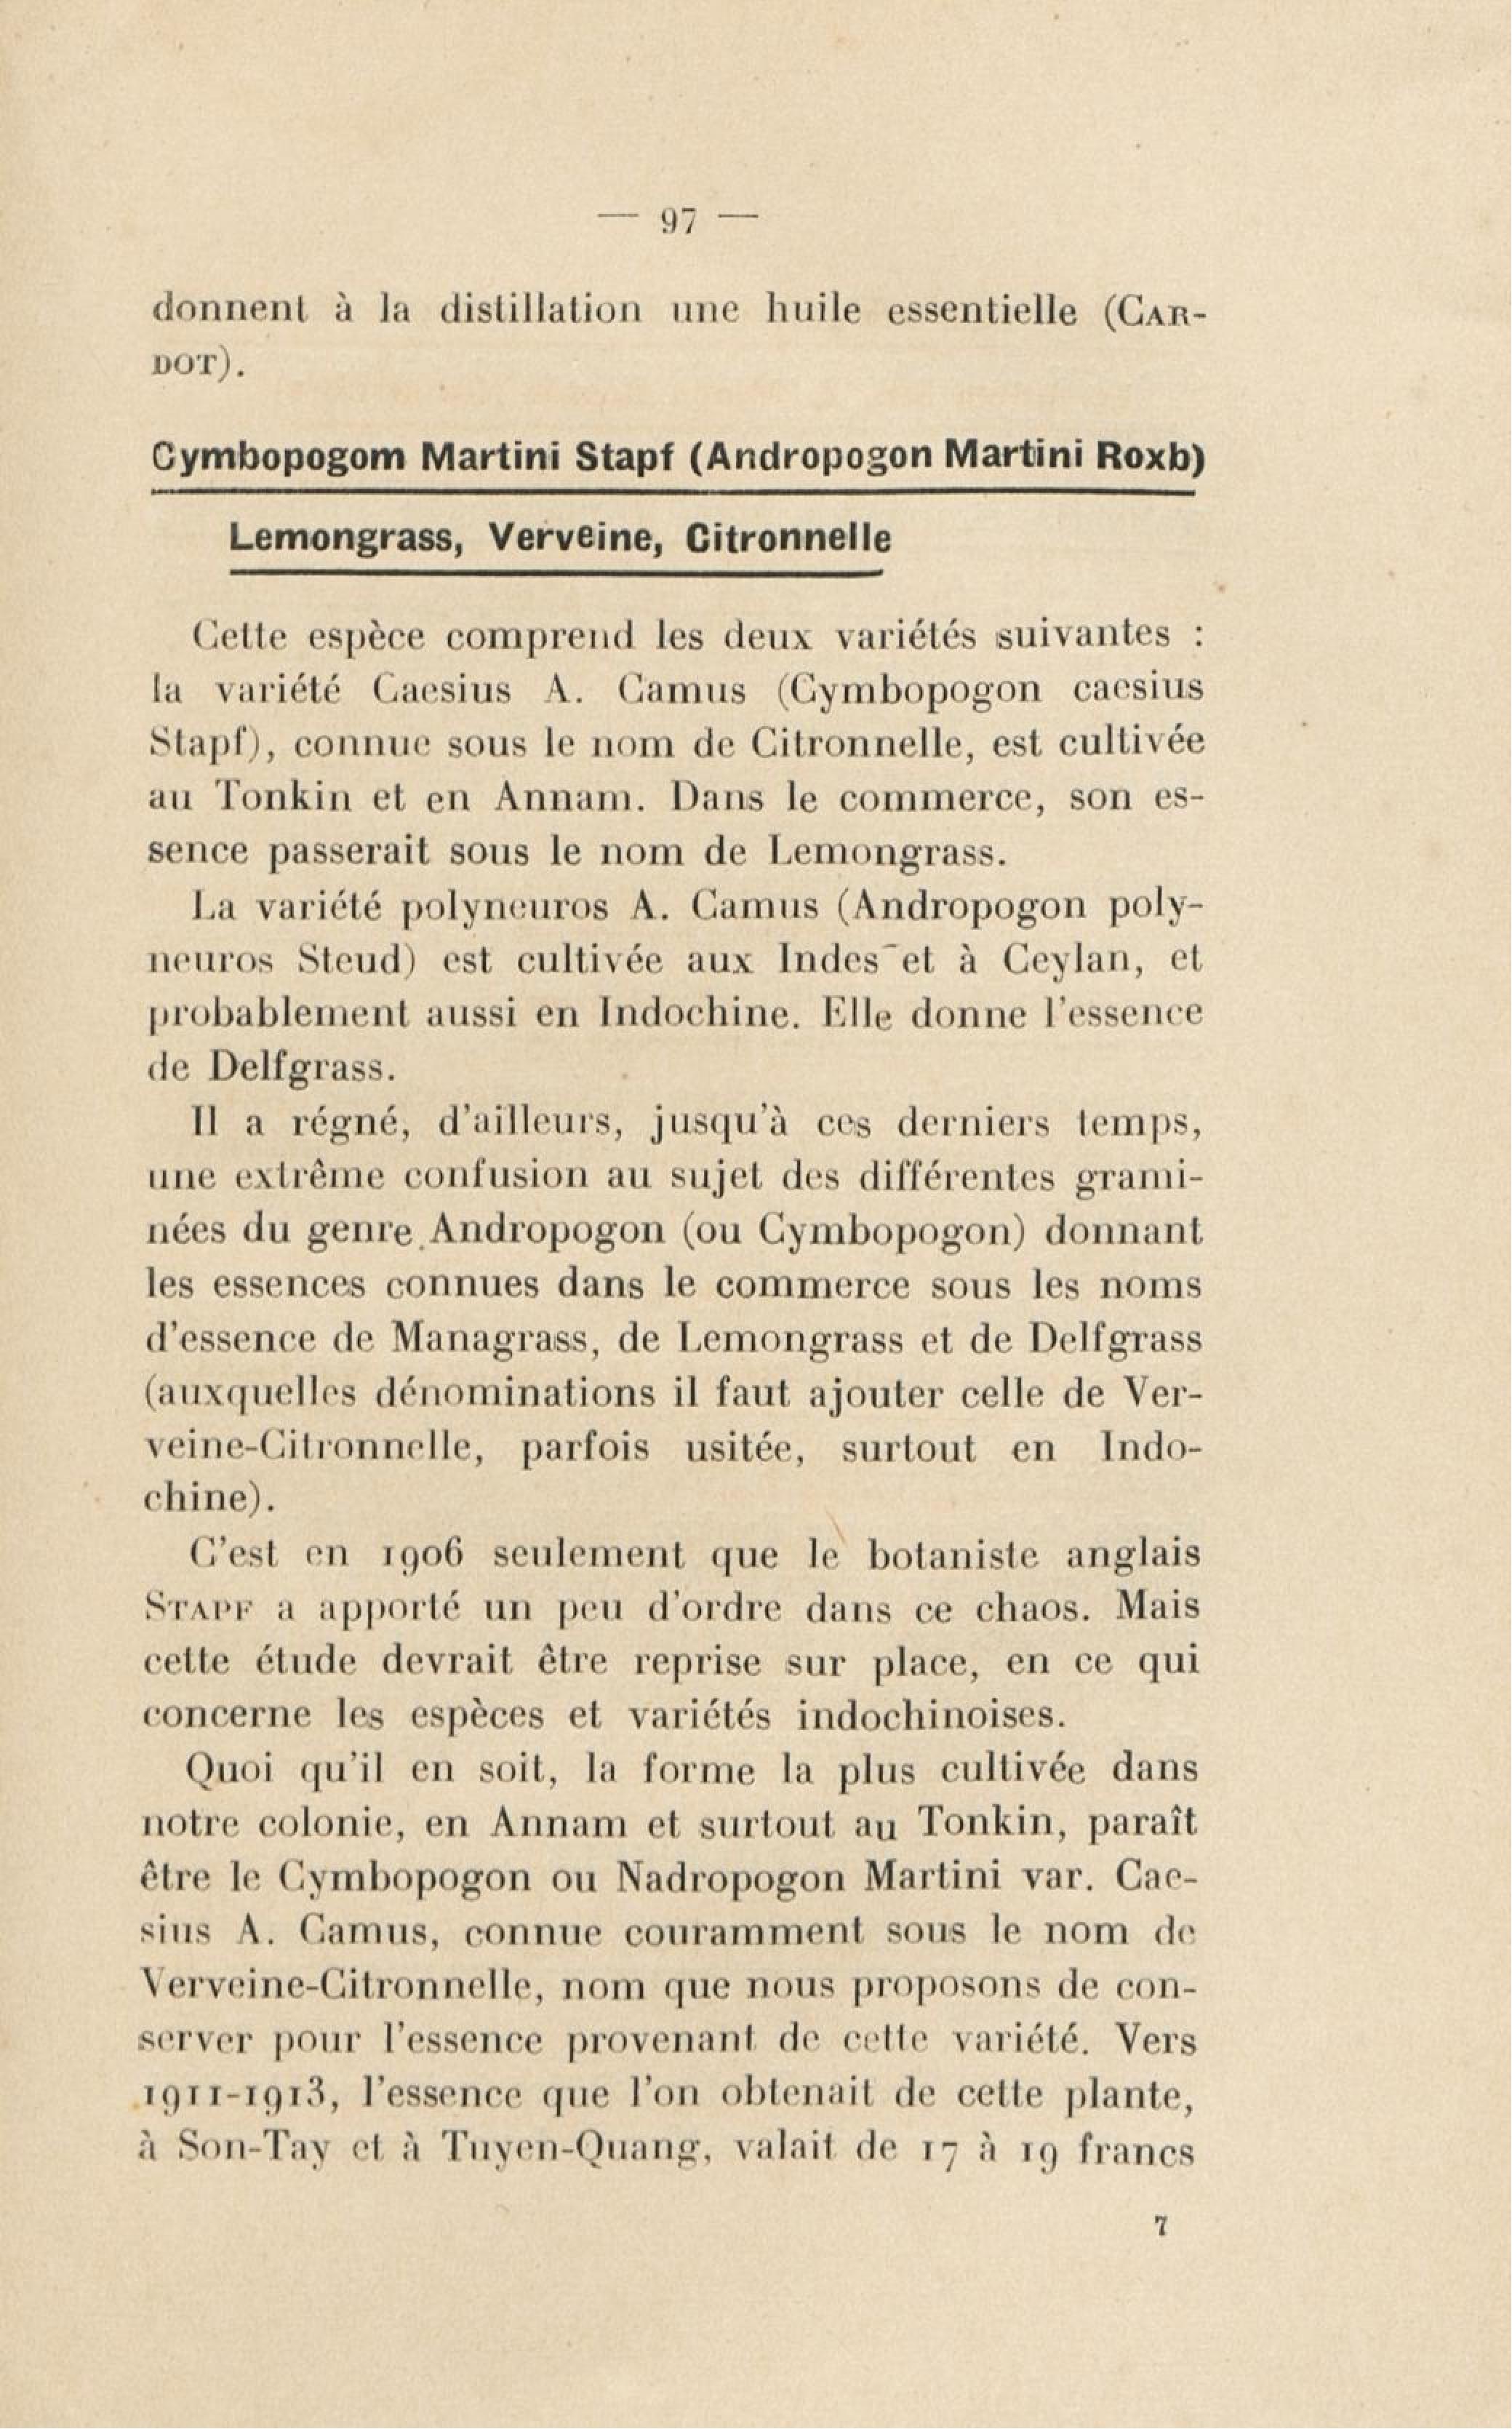 — 97 —
donnent à la distillation une huile essentielle (CAR-
DOT).
Cymbopogom Martini Stapf (Andropogon Martini Roxb)
Lemongrass, Verveine, Citronnelle
Cette espèce comprend les deux variétés suivantes :
la variété Caesius A. Camus (Cymbopogon caesius
Stapf), connue sous le nom de Citronnelle, est cultivée
au Tonkin et en Annam. Dans le commerce, son es-
sence passerait sous le nom de Lemongrass.
La variété polyneuros A. Camus (Andropogon poly-
neuros Steud) est cultivée aux Indes et à Ceylan, et
probablement aussi en Indochine. Elle donne l'essence
de Delfgrass.
Il a régné, d'ailleurs, jusqu'à ces derniers temps,
une extrême confusion au sujet des différentes grami-
nées du genre Andropogon (ou Cymbopogon) donnant
les essences connues dans le commerce sous les noms
d'essence de Managrass, de Lemongrass et de Delfgrass
(auxquelles dénominations il faut ajouter celle de Ver-
veine-Citronnelle, parfois usitée, surtout en Indo-
chine).
C'est en 1906 seulement que le botaniste anglais
STAPF a apporté un peu d'ordre dans ce chaos. Mais
cette étude devrait être reprise sur place, en ce qui
concerne les espèces et variétés indochinoises.
Quoi qu'il en soit, la forme la plus cultivée dans
notre colonie, en Annam et surtout au Tonkin, paraît
être le Cymbopogon ou Nadropogon Martini var. Cae-
sius A. Camus, connue couramment sous le nom de
Verveine-Citronnelle, nom que nous proposons de con-
server pour l'essence provenant de cette variété. Vers
1911-1913, l'essence que l'on obtenait de cette plante,
à Son-Tay et à Tuyen-Quang, valait de 17 à 19 francs
7